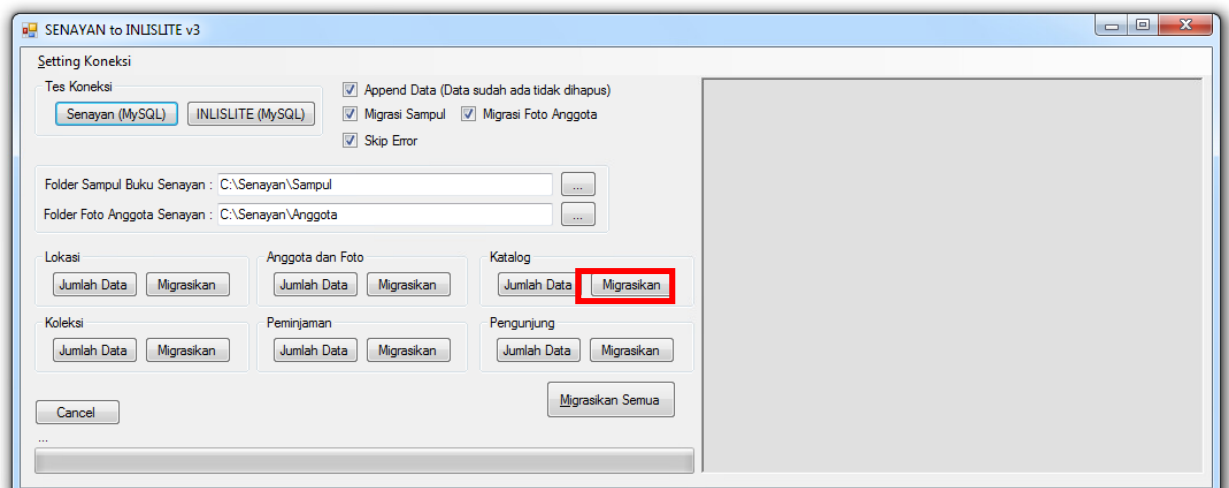 SENAYAN to INLISLITE v3
Setting Koneksi
Tes Koneksi
Senayan (MySQL) INLISLITE (MySQL)
Append Data (Data sudah ada tidak dihapus)
Migrasi Sampul Migrasi Foto Anggota
Skip Error
Folder Sampul Buku Senayan : C:\Senayan\Sampul ...
Folder Foto Anggota Senayan : C:\Senayan\Anggota ...
Lokasi Anggota dan Foto Katalog
Jumlah Data Migrasikan Jumlah Data Migrasikan Jumlah Data Migrasikan
Koleksi Peminjaman Pengunjung
Jumlah Data Migrasikan Jumlah Data Migrasikan Jumlah Data Migrasikan
Migrasikan Semua
Cancel
...